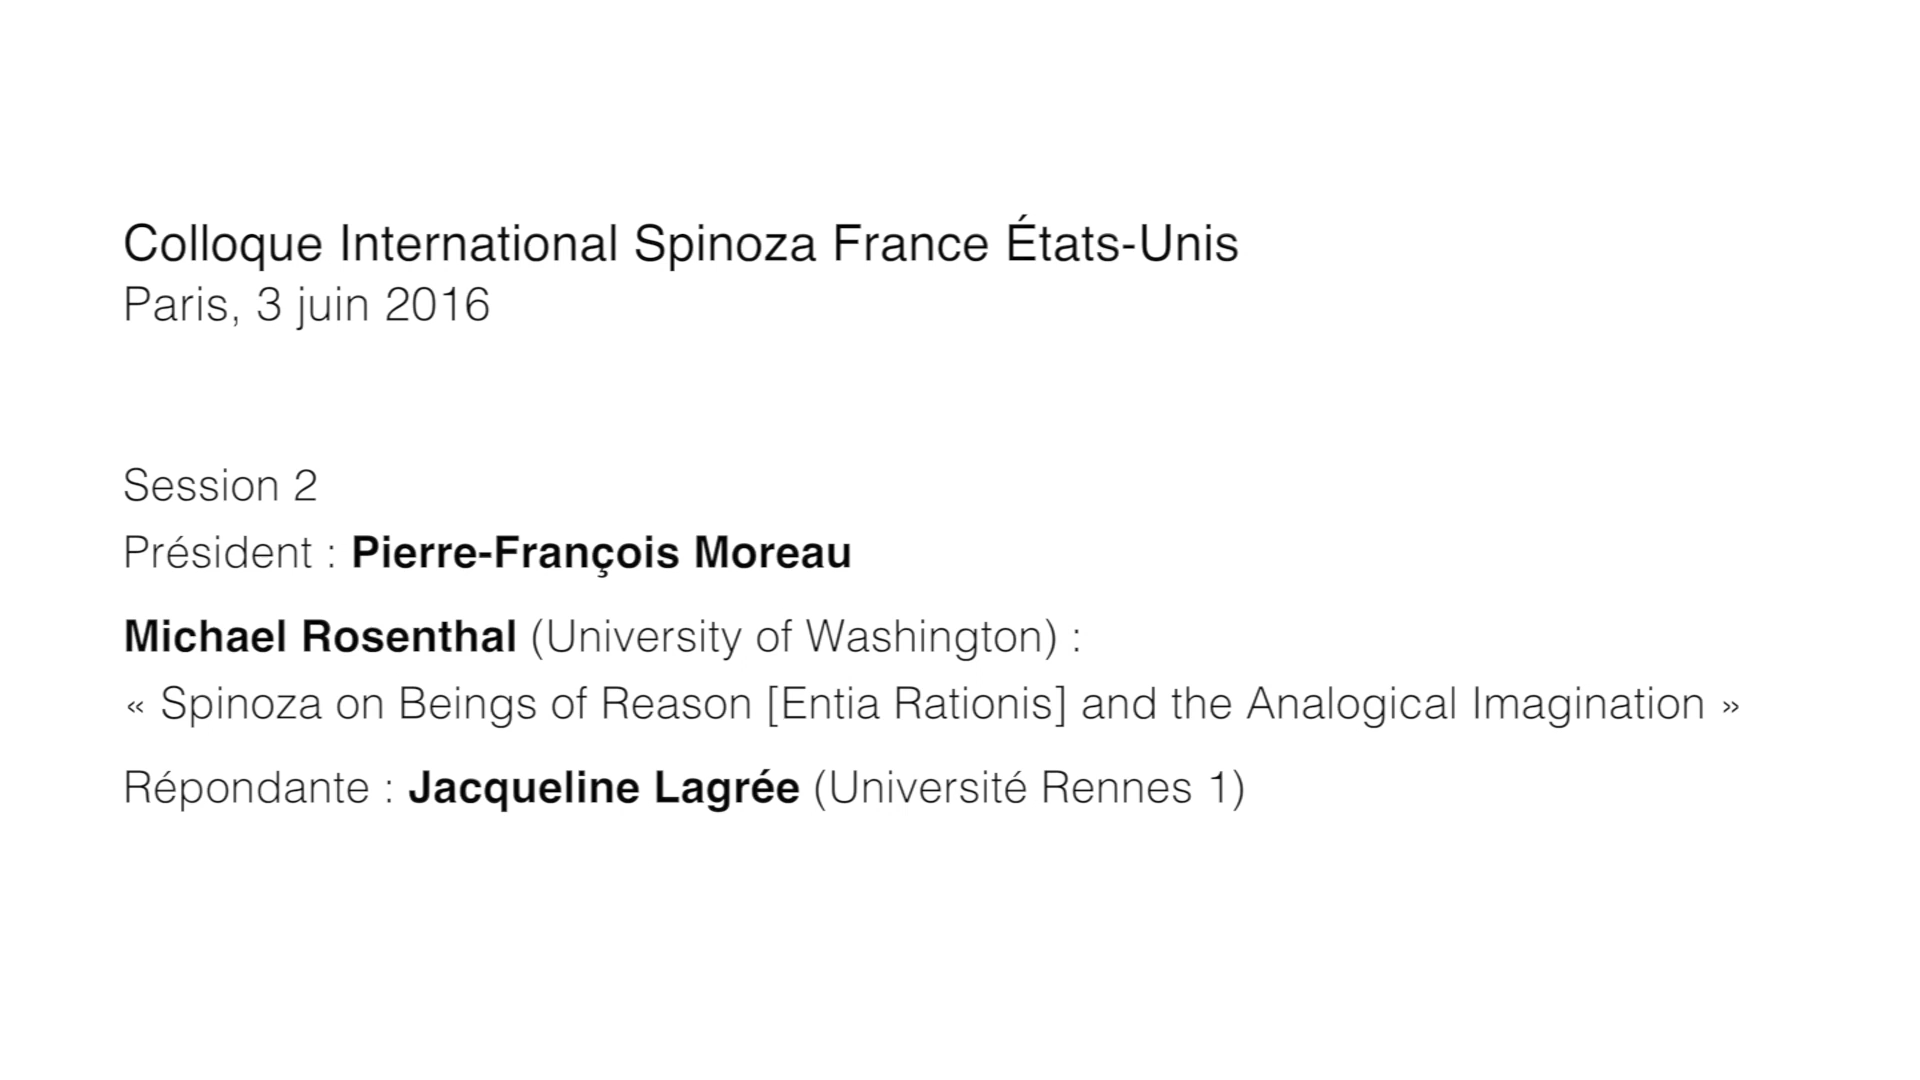 Colloque International Spinoza France États-Unis
Paris, 3 juin 2016
Session 2
Président : Pierre-François Moreau
Michael Rosenthal (University of Washington) :
« Spinoza on Beings of Reason [Entia Rationis] and the Analogical Imagination »
Répondante : Jacqueline Lagrée (Université Rennes 1)